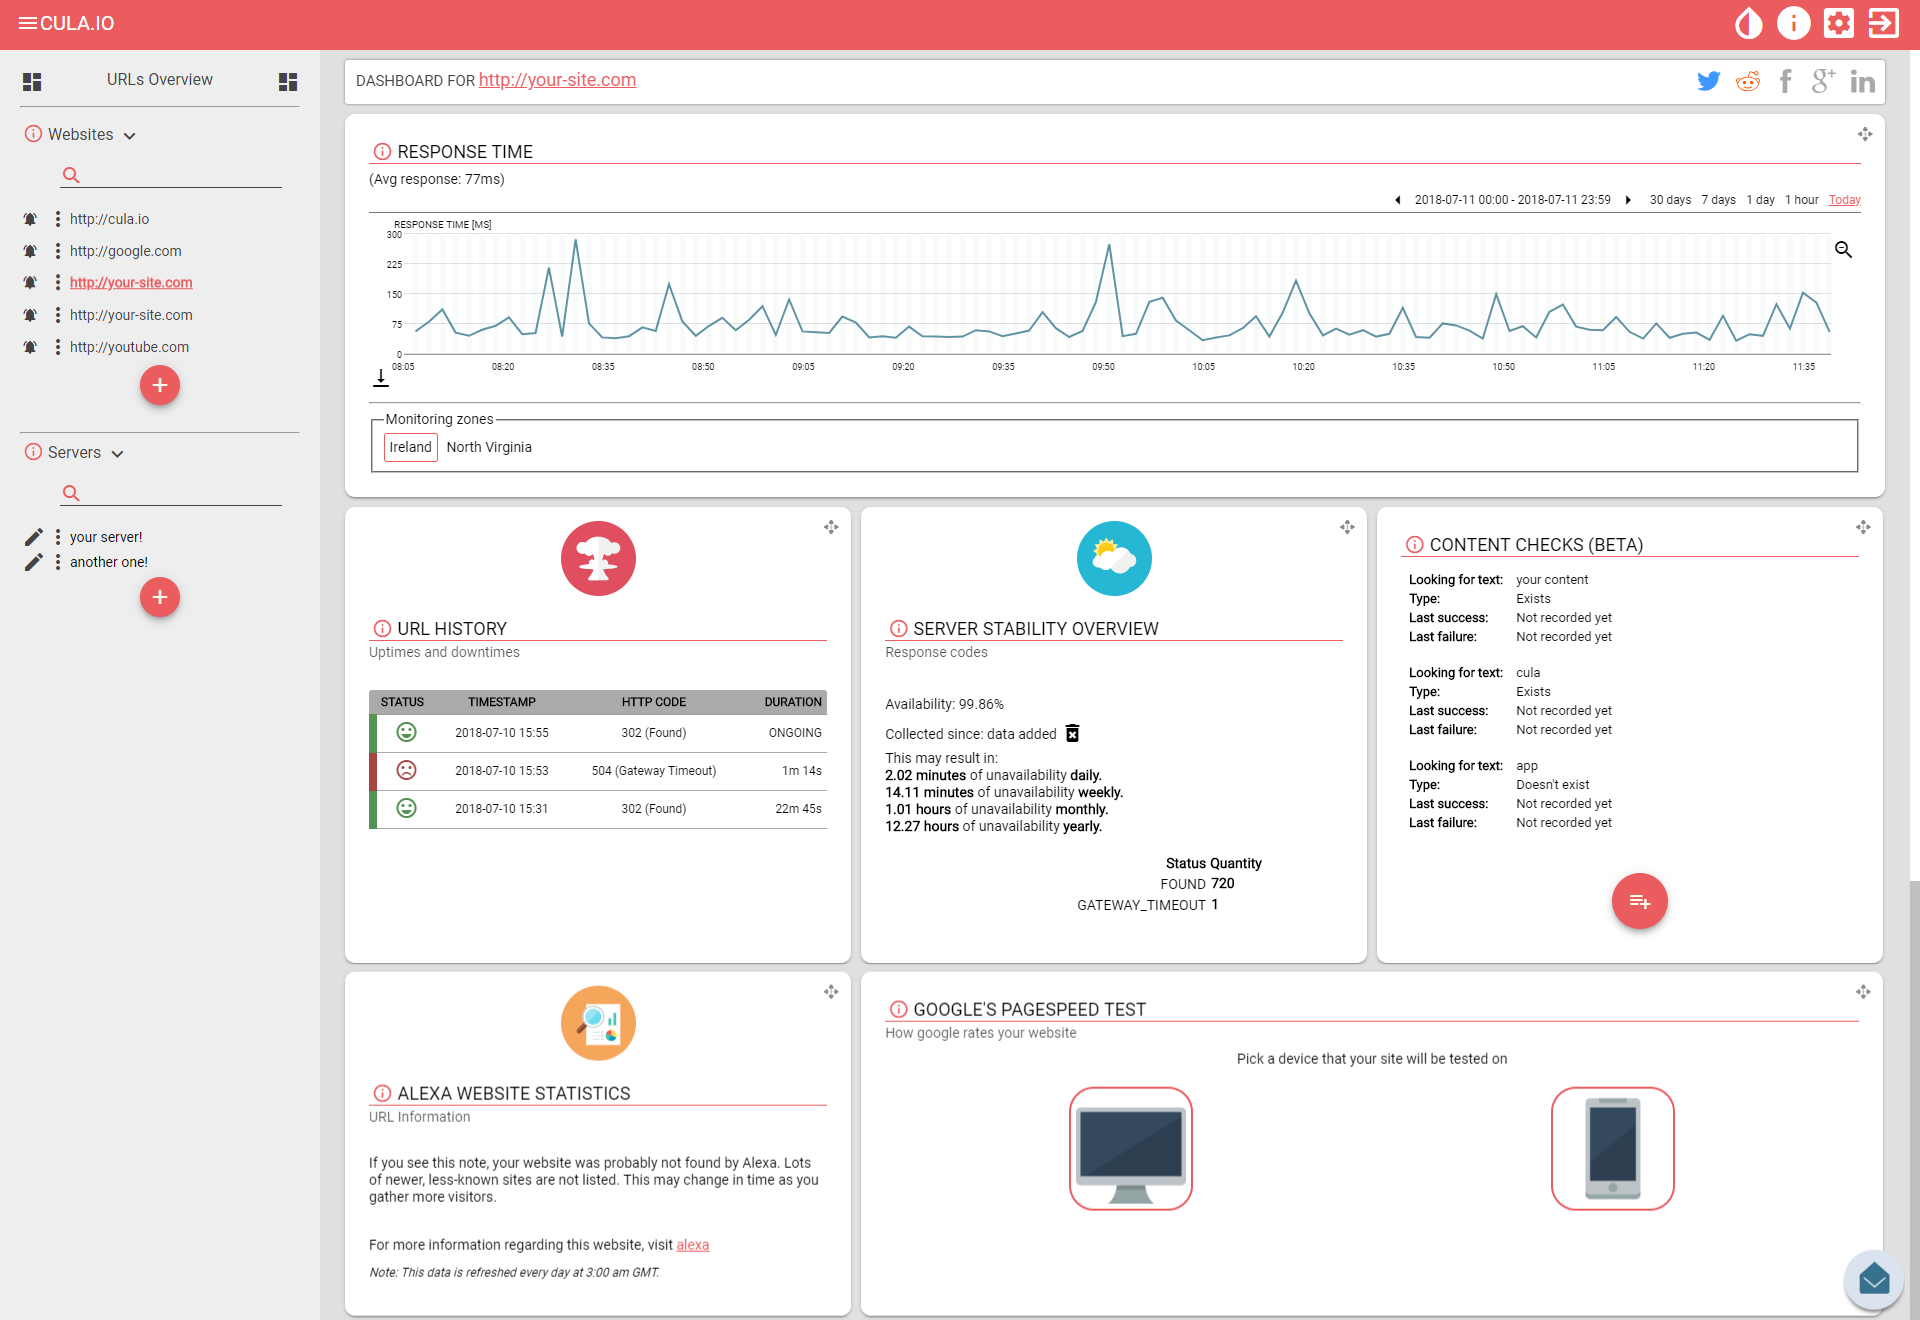 CULA.IO
URLs Overview
Websites
http://cula.io
http://google.com
http://your-site.com
http://your-site.com
http://youtube.com
Servers
your server!
another one!
DASHBOARD FOR http://your-site.com
RESPONSE TIME
(Avg response: 77ms)
2018-07-11 00:00 - 2018-07-11 23:59 30 days 7 days 1 day 1 hour Today
RESPONSE TIME [MS]
300
225
150
75
0
08:05 08:20 08:35 08:50 09:05 09:20 09:35 09:50 10:05 10:20 10:35 10:50 11:05 11:20 11:35
Monitoring zones
Ireland North Virginia
URL HISTORY
Uptimes and downtimes
STATUS TIMESTAMP HTTP CODE DURATION
2018-07-10 15:55 302 (Found) ONGOING
2018-07-10 15:53 504 (Gateway Timeout) 1m 14s
2018-07-10 15:31 302 (Found) 22m 45s
SERVER STABILITY OVERVIEW
Response codes
Availability: 99.86%
Collected since: data added
This may result in:
2.02 minutes of unavailability daily.
14.11 minutes of unavailability weekly.
1.01 hours of unavailability monthly.
12.27 hours of unavailability yearly.
Status Quantity
FOUND 720
GATEWAY_TIMEOUT 1
CONTENT CHECKS (BETA)
Looking for text: your content
Type: Exists
Last success: Not recorded yet
Last failure: Not recorded yet
Looking for text: cula
Type: Exists
Last success: Not recorded yet
Last failure: Not recorded yet
Looking for text: app
Type: Doesn't exist
Last success: Not recorded yet
Last failure: Not recorded yet
ALEXA WEBSITE STATISTICS
URL Information
If you see this note, your website was probably not found by Alexa. Lots
of newer, less-known sites are not listed. This may change in time as you
gather more visitors.
For more information regarding this website, visit alexa
Note: This data is refreshed every day at 3:00 am GMT.
GOOGLE'S PAGESPEED TEST
How google rates your website
Pick a device that your site will be tested on